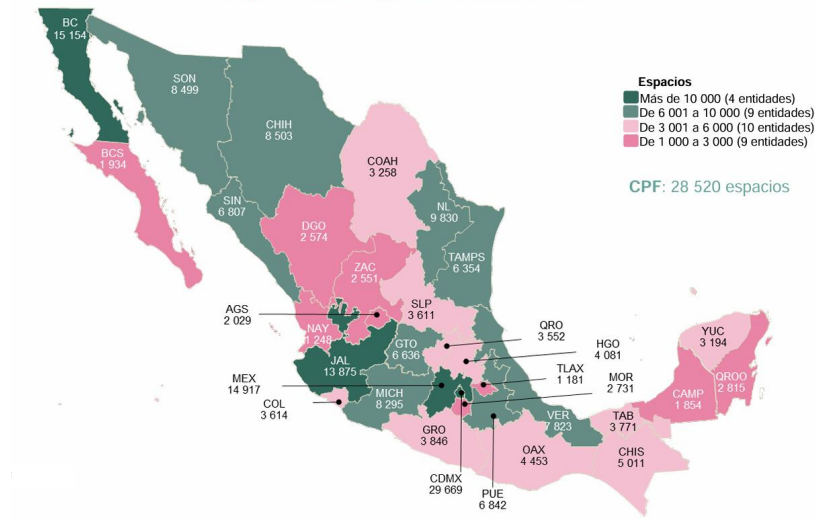 BC
15 154
SON
8 499
CHIH
8 503
BCS
1 934
COAH
3 258
SIN
6 807
NL
9 830
DGO
2 574
TAMPS
6 354
ZAC
2 551
SLP
3 611
AGS
2 029
NAY
1 248
JAL
13 875
GTO
6 636
QRO
3 552
HGO
4 081
TLAX
1 181
MOR
2 731
MEX
14 917
COL
3 614
MICH
8 295
GRO
3 846
CDMX
29 669
PUE
6 842
OAX
4 453
VER
7 823
TAB
3 771
CHIS
5 011
CAMP
1 854
YUC
3 194
QROO
2 815
Espacios
Más de 10 000 (4 entidades)
De 6 001 a 10 000 (9 entidades)
De 3 001 a 6 000 (10 entidades)
De 1 000 a 3 000 (9 entidades)
CPF: 28 520 espacios